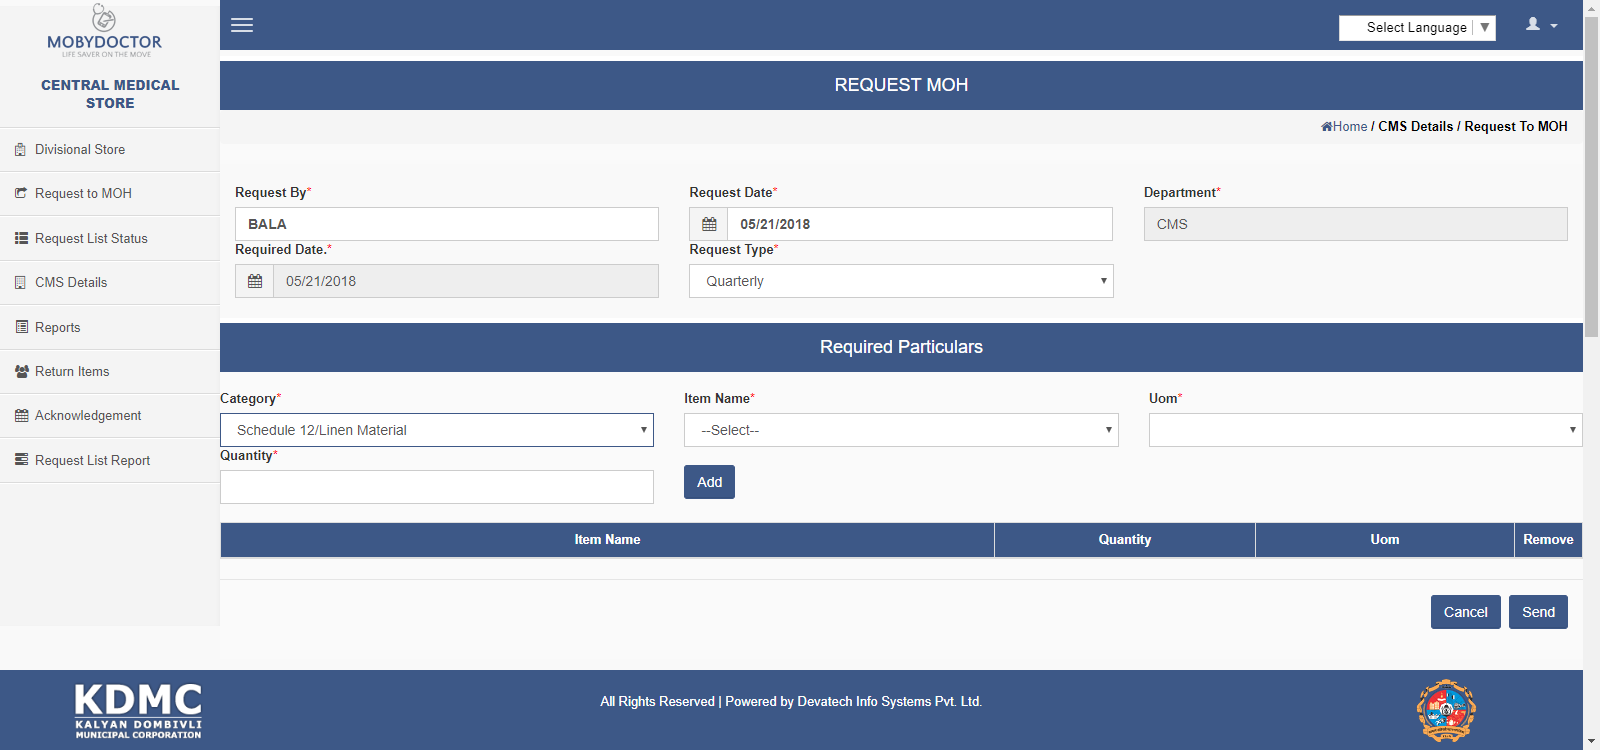 MOBYDOCTOR
LIFE SAVER ON THE MOVE
CENTRAL MEDICAL
STORE
Divisional Store
Request to MOH
Request List Status
CMS Details
Reports
Return Items
Acknowledgement
Request List Report
Select Language
REQUEST MOH
Home / CMS Details / Request To MOH
Request By*
Request Date*
Department*
BALA
05/21/2018
CMS
Required Date.*
Request Type*
05/21/2018
Quarterly
Required Particulars
Category*
Item Name*
Uom*
Schedule 12/Linen Material
--Select--
Quantity*
Add
Item Name
Quantity
Uom
Remove
Cancel
Send
KDMC
KALYAN DOMBIVLI
MUNICIPAL CORPORATION
All Rights Reserved | Powered by Devatech Info Systems Pvt. Ltd.